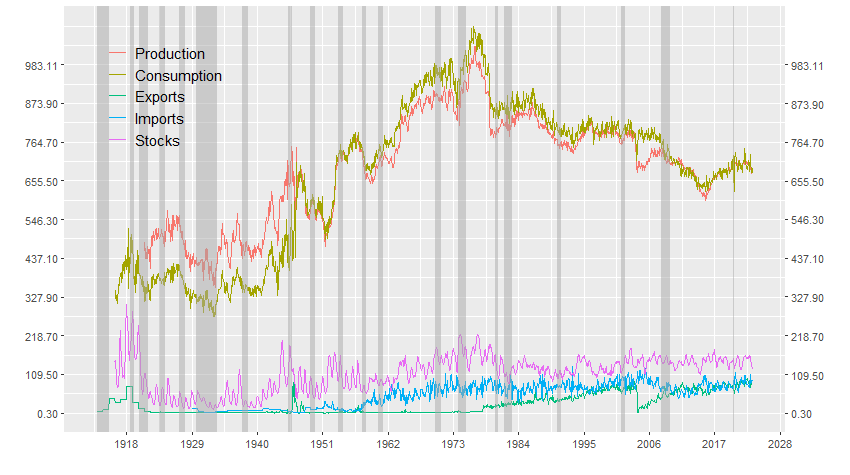 Production
Consumption
Exports
Imports
Stocks
983.11 983.11
873.90 873.90
764.70 764.70
655.50 655.50
546.30 546.30
437.10 437.10
327.90 327.90
218.70 218.70
109.50 109.50
0.30 0.30
1918 1929 1940 1951 1962 1973 1984 1995 2006 2017 2028